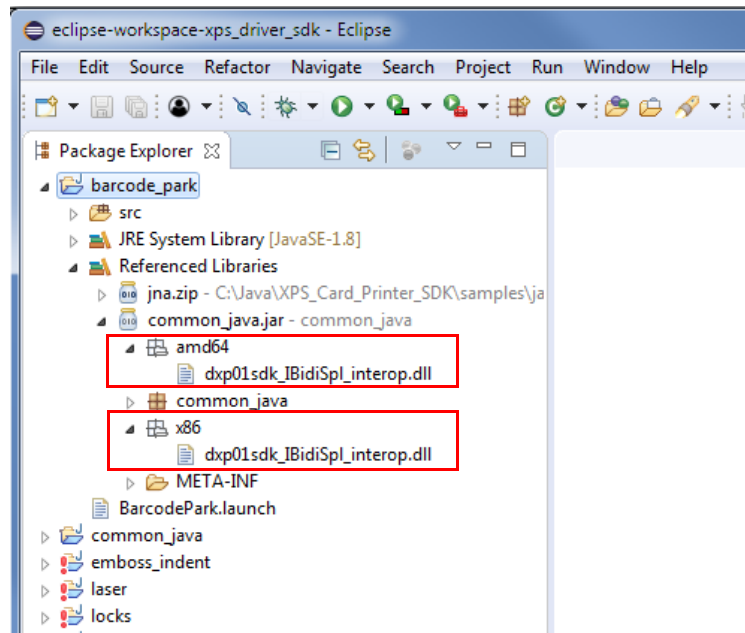 eclipse-workspace-xps_driver_sdk - Eclipse
File Edit Source Refactor Navigate Search Project Run Window Help
Package Explorer
barcode_park
src
JRE System Library [JavaSE-1.8]
Referenced Libraries
jna.zip - C:\Java\XPS_Card_Printer_SDK\samples\ja
common_java.jar - common_java
amd64
dxp01sdk_IBidiSpl_interop.dll
common_java
x86
dxp01sdk_IBidiSpl_interop.dll
META-INF
BarcodePark.launch
common_java
emboss_indent
laser
locks